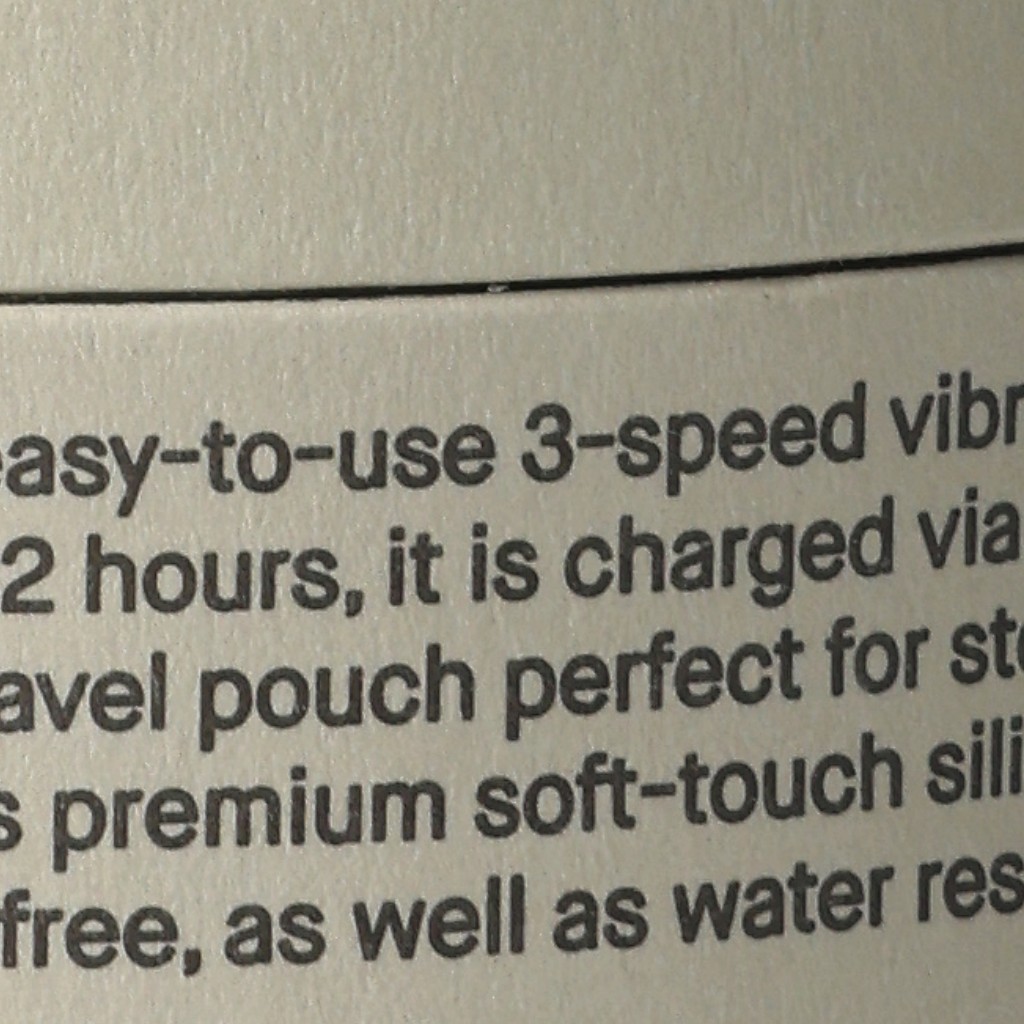 easy-to-use 3-speed vibr
2 hours, it is charged via
avel pouch perfect for st
s premium soft-touch sili
free, as well as water res